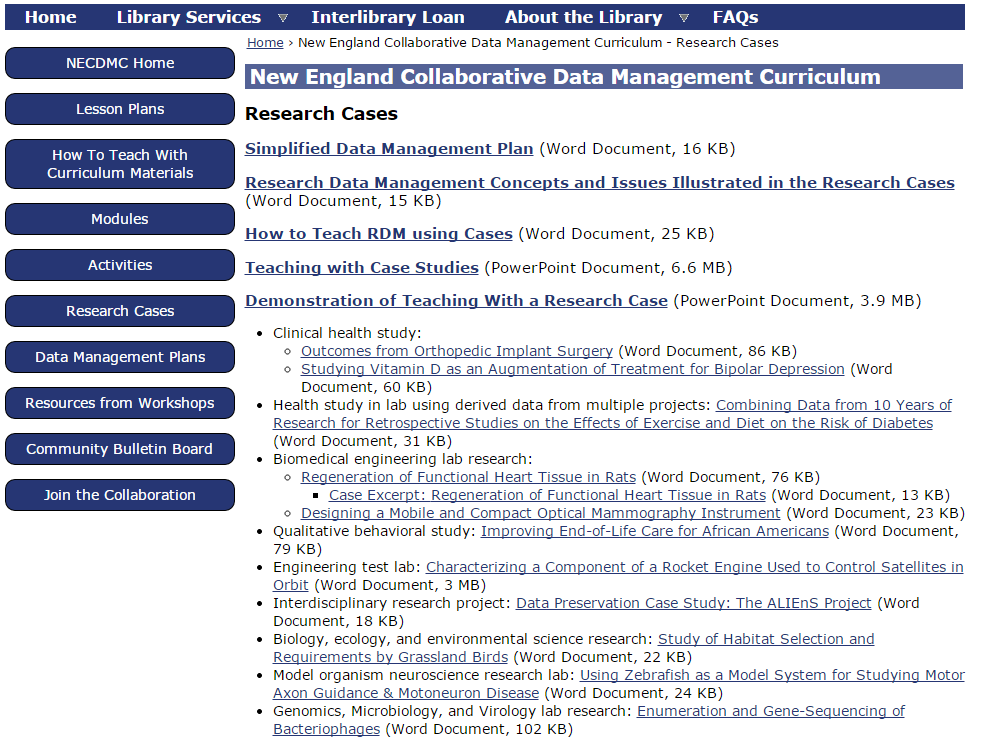 Home Library Services Interlibrary Loan About the Library FAQs
Home › New England Collaborative Data Management Curriculum - Research Cases
NECDMC Home
Lesson Plans
How To Teach With
Curriculum Materials
Modules
Activities
Research Cases
Data Management Plans
Resources from Workshops
Community Bulletin Board
Join the Collaboration
New England Collaborative Data Management Curriculum
Research Cases
Simplified Data Management Plan (Word Document, 16 KB)
Research Data Management Concepts and Issues Illustrated in the Research Cases
(Word Document, 15 KB)
How to Teach RDM using Cases (Word Document, 25 KB)
Teaching with Case Studies (PowerPoint Document, 6.6 MB)
Demonstration of Teaching With a Research Case (PowerPoint Document, 3.9 MB)
• Clinical health study:
◦ Outcomes from Orthopedic Implant Surgery (Word Document, 86 KB)
◦ Studying Vitamin D as an Augmentation of Treatment for Bipolar Depression (Word
Document, 60 KB)
• Health study in lab using derived data from multiple projects: Combining Data from 10 Years of
Research for Retrospective Studies on the Effects of Exercise and Diet on the Risk of Diabetes
(Word Document, 31 KB)
• Biomedical engineering lab research:
◦ Regeneration of Functional Heart Tissue in Rats (Word Document, 76 KB)
▪ Case Excerpt: Regeneration of Functional Heart Tissue in Rats (Word Document, 13 KB)
◦ Designing a Mobile and Compact Optical Mammography Instrument (Word Document, 23 KB)
• Qualitative behavioral study: Improving End-of-Life Care for African Americans (Word Document,
79 KB)
• Engineering test lab: Characterizing a Component of a Rocket Engine Used to Control Satellites in
Orbit (Word Document, 3 MB)
• Interdisciplinary research project: Data Preservation Case Study: The ALIEnS Project (Word
Document, 18 KB)
• Biology, ecology, and environmental science research: Study of Habitat Selection and
Requirements by Grassland Birds (Word Document, 22 KB)
• Model organism neuroscience research lab: Using Zebrafish as a Model System for Studying Motor
Axon Guidance & Motoneuron Disease (Word Document, 24 KB)
• Genomics, Microbiology, and Virology lab research: Enumeration and Gene-Sequencing of
Bacteriophages (Word Document, 102 KB)